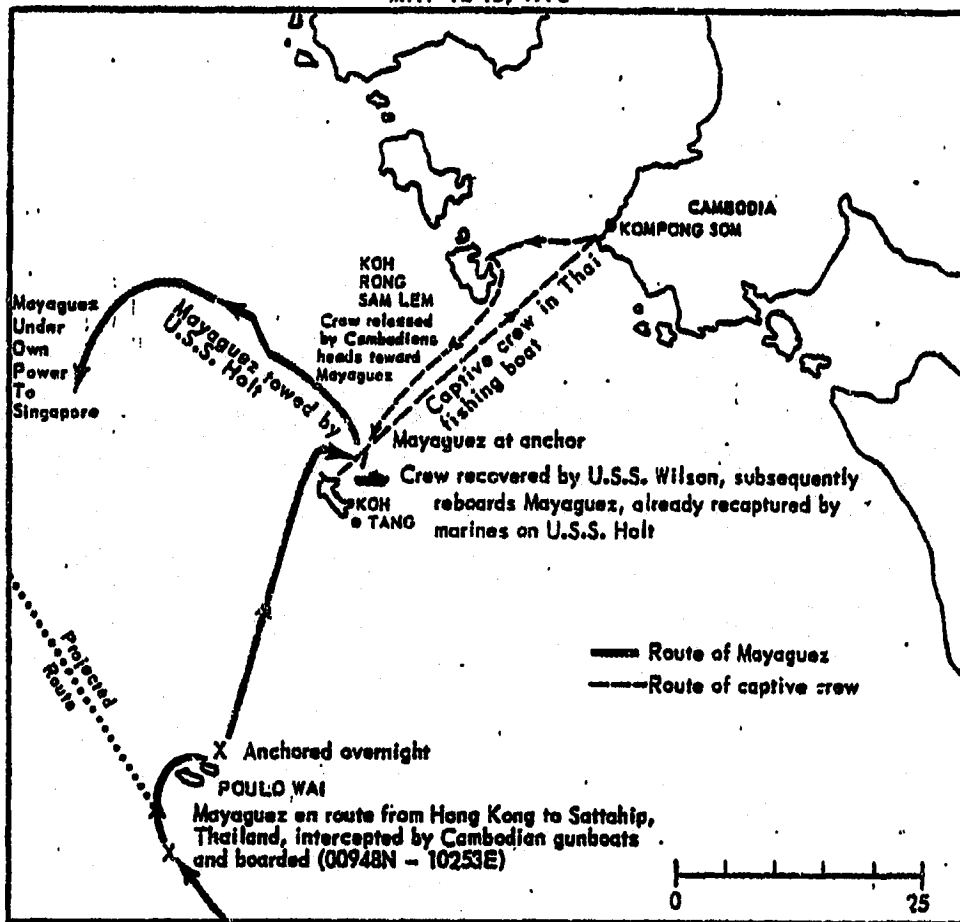 CAMBODIA
KOMPONG SOM
KOH
RONG
SAM LEM
Crew released
by Cambodians
heads toward
Mayaguez
Captive crew in Thai
fishing boat
Mayaguez
Under
Own
Power
To
Singapore
Mayaguez towed by
U.S.S. Holt
Mayaguez at anchor
Crew recovered by U.S.S. Wilson, subsequently
reboards Mayaguez, already recaptured by
marines on U.S.S. Holt
KOH
TANG
Projected
Route
Route of Mayaguez
Route of captive crew
X Anchored overnight
POULO WAI
Mayaguez en route from Hong Kong to Sattahip,
Thailand, intercepted by Cambodian gunboats
X and boarded (00948N – 10253E)
0 25